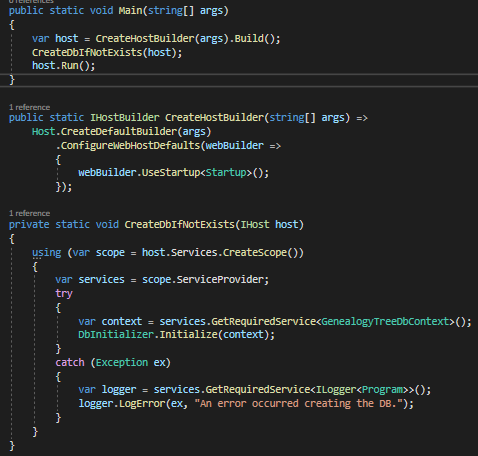 0 references
public static void Main(string[] args)
{
var host = CreateHostBuilder(args).Build();
CreateDbIfNotExists(host);
host.Run();
}
1 reference
public static IHostBuilder CreateHostBuilder(string[] args) =>
Host.CreateDefaultBuilder(args)
.ConfigureWebHostDefaults(webBuilder =>
{
webBuilder.UseStartup<Startup>();
});
1 reference
private static void CreateDbIfNotExists(IHost host)
{
using (var scope = host.Services.CreateScope())
{
var services = scope.ServiceProvider;
try
{
var context = services.GetRequiredService<GenealogyTreeDbContext>();
DbInitializer.Initialize(context);
}
catch (Exception ex)
{
var logger = services.GetRequiredService<ILogger<Program>>();
logger.LogError(ex, "An error occurred creating the DB.");
}
}
}